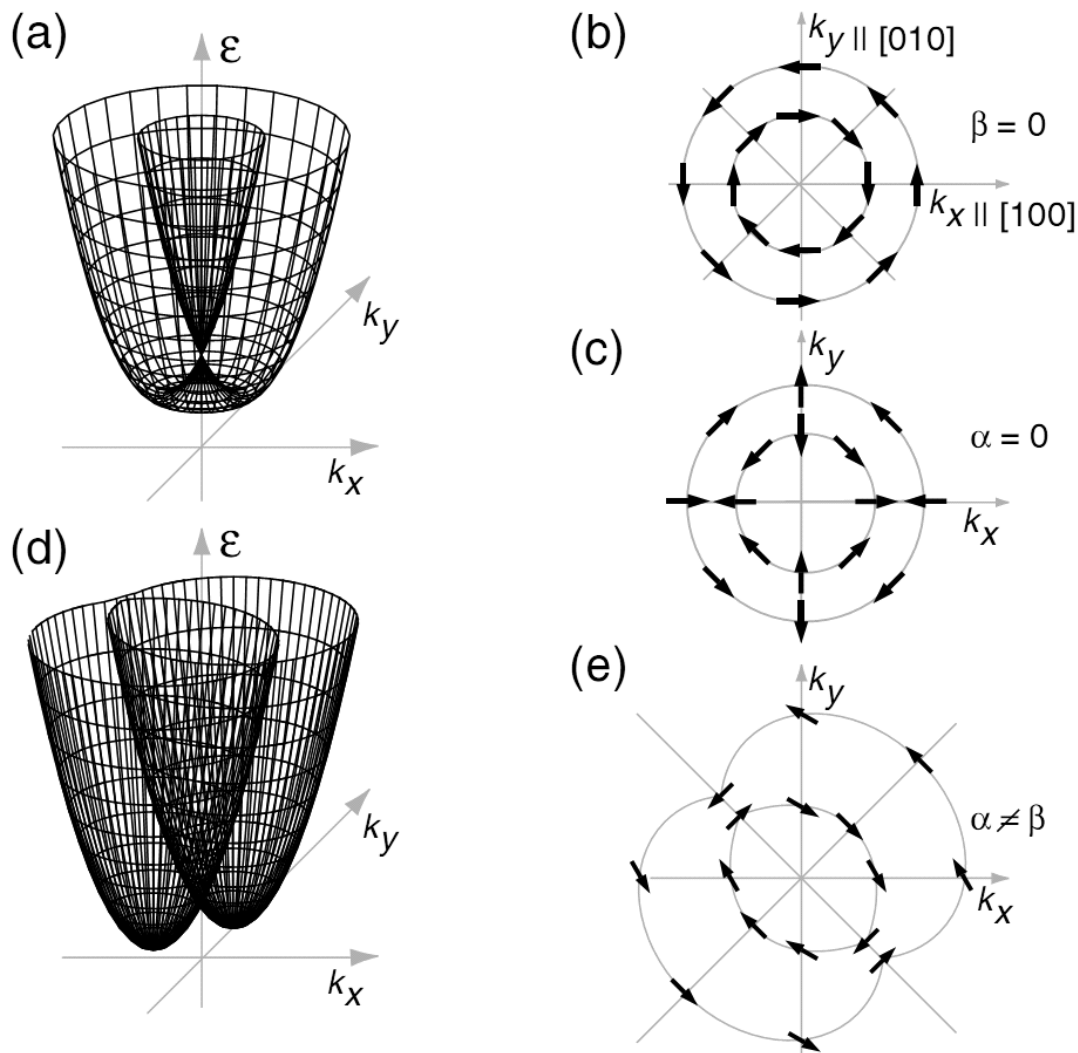 (a)
ε
k_y
k_x
(b)
k_y || [010]
β = 0
k_x || [100]
(c)
k_y
α = 0
k_x
(d)
ε
k_y
k_x
(e)
k_y
α ≠ β
k_x